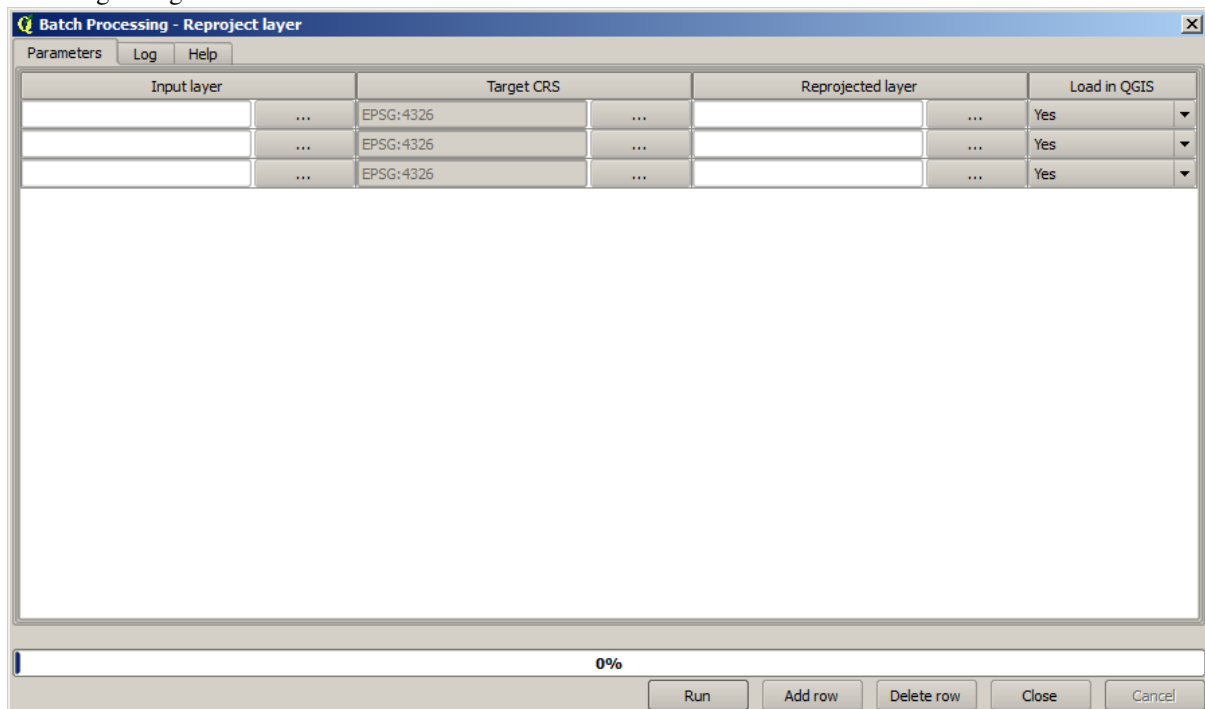 Batch Processing - Reproject layer
Parameters Log Help
Input layer Target CRS Reprojected layer Load in QGIS
... EPSG:4326 ... ... Yes
... EPSG:4326 ... ... Yes
... EPSG:4326 ... ... Yes
0%
Run Add row Delete row Close Cancel